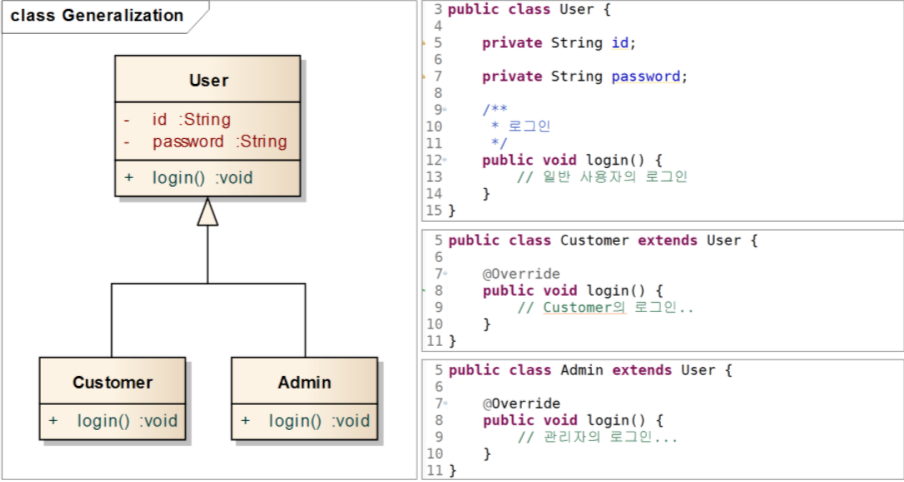 class Generalization
User
- id :String
- password :String
+ login() :void
Customer
+ login() :void
Admin
+ login() :void
3 public class User {
4
5 private String id;
6
7 private String password;
8
9 /**
10 * 로그인
11 */
12 public void login() {
13 // 일반 사용자의 로그인
14 }
15 }
5 public class Customer extends User {
6
7 @Override
8 public void login() {
9 // Customer의 로그인..
10 }
11 }
5 public class Admin extends User {
6
7 @Override
8 public void login() {
9 // 관리자의 로그인...
10 }
11 }